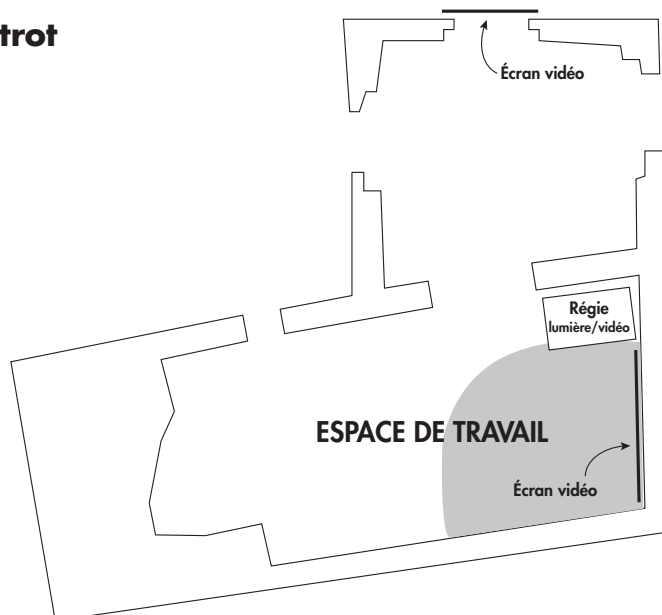 trot
Écran vidéo
Régie
lumière/vidéo
ESPACE DE TRAVAIL
Écran vidéo